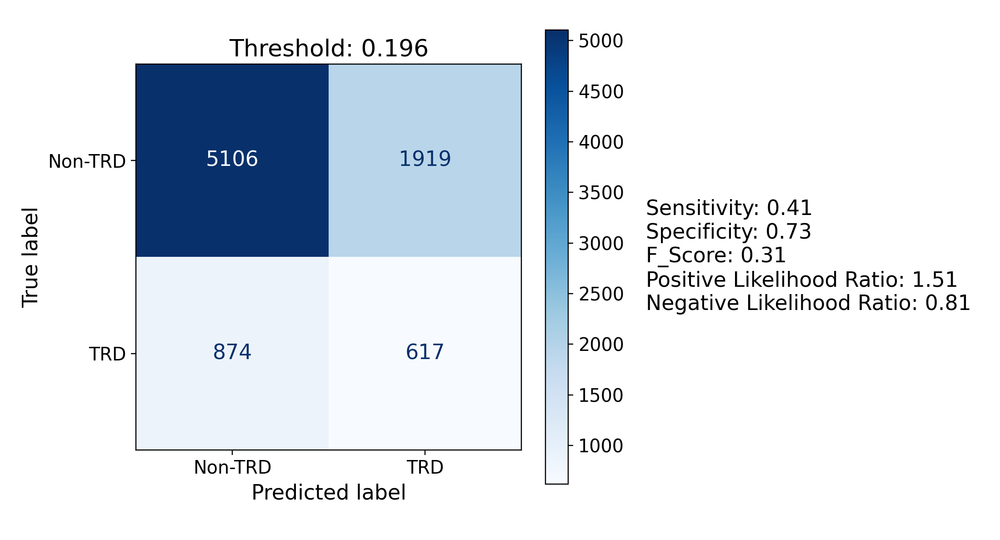 Threshold: 0.196
Non-TRD
TRD
True label
5106
1919
874
617
Non-TRD
TRD
Predicted label
5000
4500
4000
3500
3000
2500
2000
1500
1000
Sensitivity: 0.41
Specificity: 0.73
F_Score: 0.31
Positive Likelihood Ratio: 1.51
Negative Likelihood Ratio: 0.81